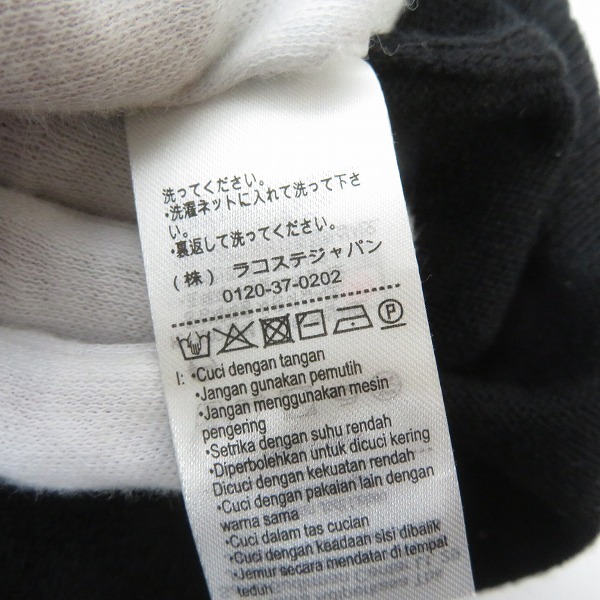 洗ってください。
・洗濯ネットに入れて洗って下さ
い。
・裏返して洗ってください。
(株) ラコステジャパン
0120-37-0202
I: •Cuci dengan tangan
•Jangan gunakan pemutih
•Jangan menggunakan mesin
pengering
•Setrika dengan suhu rendah
•Diperbolehkan untuk dicuci kering
Dicuci dengan kekuatan rendah
•Cuci dengan pakaian lain dengan
warna sama
•Cuci dalam tas cucian
•Cuci dengan keadaan sisi dibalik
•Jemur secara mendatar di tempat
teduh